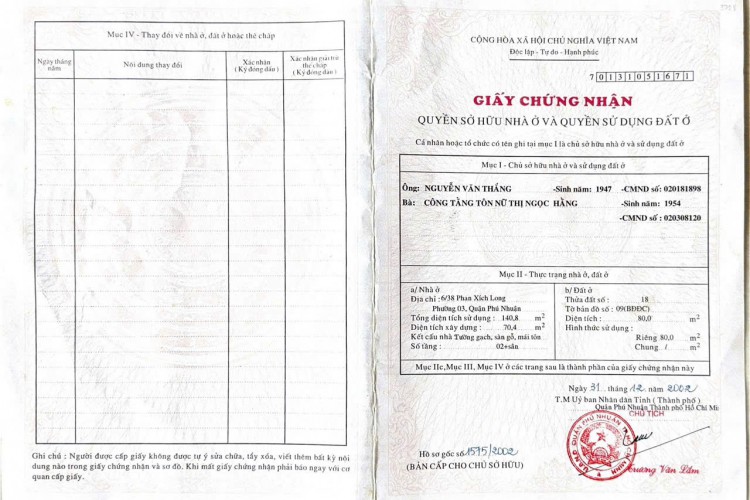 Mục IV - Thay đổi về nhà ở, đất ở hoặc thế chấp
Ngày tháng năm
Nội dung thay đổi
Xác nhận (Ký đóng dấu)
Xác nhận giải trừ thế chấp (Ký đóng dấu)
Ghi chú : Người được cấp giấy không được tự ý sửa chữa, tẩy xóa, viết thêm bất kỳ nội
dung nào trong giấy chứng nhận và sơ đồ. Khi mất giấy chứng nhận phải báo ngay với cơ
quan cấp giấy.
CỘNG HÒA XÃ HỘI CHỦ NGHĨA VIỆT NAM
Độc lập - Tự do - Hạnh phúc
7 0 1 3 1 0 5 1 6 7 1
GIẤY CHỨNG NHẬN
QUYỀN SỞ HỮU NHÀ Ở VÀ QUYỀN SỬ DỤNG ĐẤT Ở
Cá nhân hoặc tổ chức có tên ghi tại mục I là chủ sở hữu nhà ở và sử dụng đất ở
Mục I - Chủ sở hữu nhà ở và sử dụng đất ở
Ông: NGUYỄN VĂN THẮNG -Sinh năm: 1947 -CMND số: 020181898
Bà: CÔNG TẰNG TÔN NỮ THỊ NGỌC HẰNG -Sinh năm : 1954
-CMND số : 020308120
Mục II - Thực trạng nhà ở, đất ở
a/ Nhà ở
Địa chỉ : 6/38 Phan Xích Long
Phường 03, Quận Phú Nhuận
Tổng diện tích sử dụng : 140,8 m2
Diện tích xây dựng : 70,4 m2
Kết cấu nhà Tường gạch, sàn gỗ, mái tôn
Số tầng : 02+sân
b/ Đất ở
Thửa đất số : 18
Tờ bản đồ số : 09(BĐĐC)
Diện tích : 80,0 m2
Hình thức sử dụng :
Riêng 80,0 m2
Chung / m2
Mục IIc,Mục III, Mục IV ở các trang sau là thành phần của giấy chứng nhận này
Ngày 31 tháng 12 năm 2002
T.M Uỷ ban Nhân dân Tỉnh ( Thành phố )
Quận Phú Nhuận Thành phố Hồ Chí Mi
CHỦ TỊCH
Hồ sơ gốc số 1595/2002
(BẢN CẤP CHO CHỦ SỞ HỮU)
Trương Văn Lắm